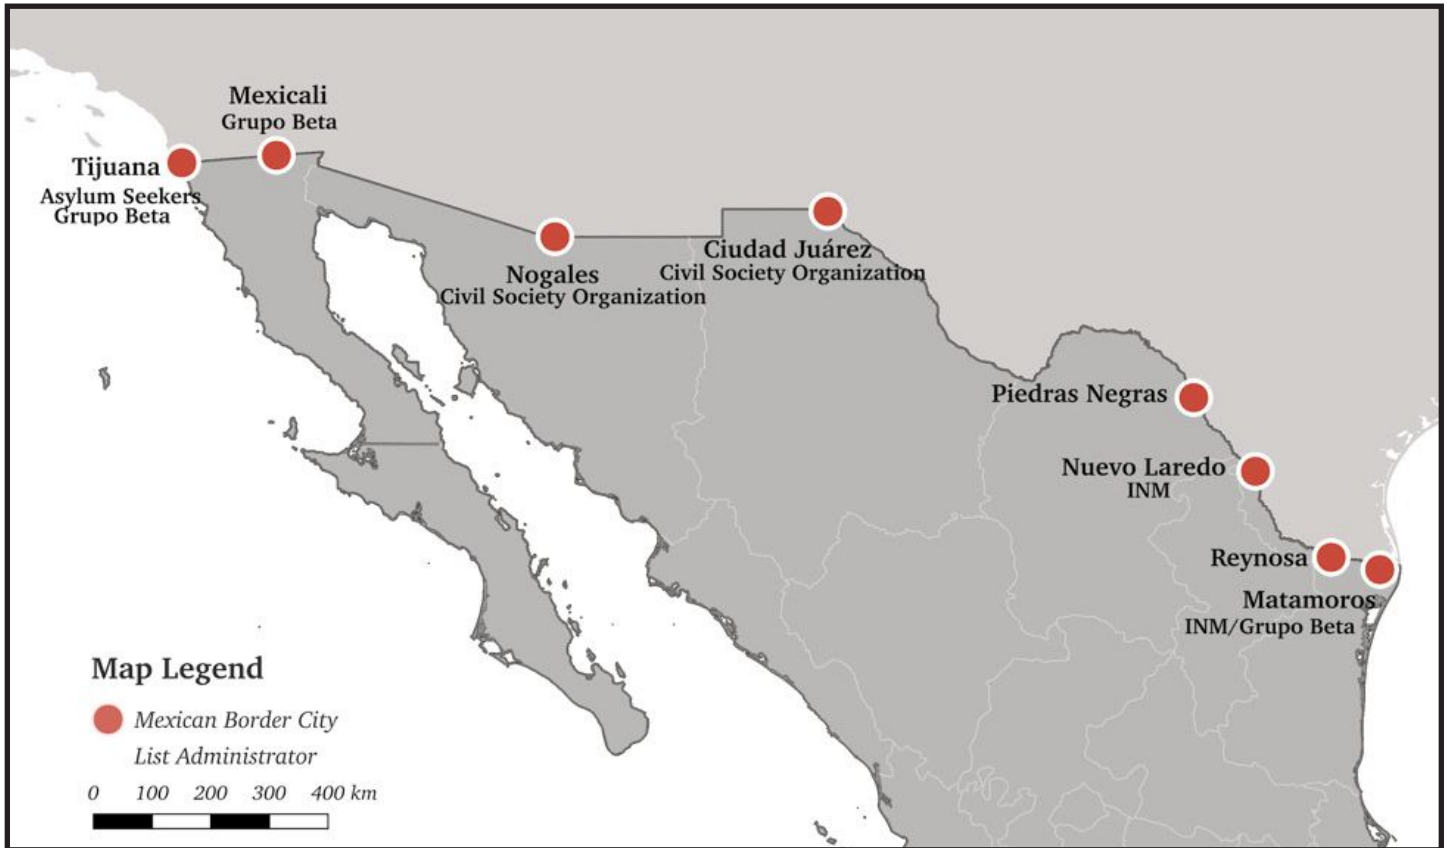 Mexicali
Grupo Beta
Tijuana
Asylum Seekers
Grupo Beta
Nogales
Civil Society Organization
Ciudad Juárez
Civil Society Organization
Piedras Negras
Nuevo Laredo
INM
Reynosa
Matamoros
INM/Grupo Beta
Map Legend
Mexican Border City
List Administrator
0 100 200 300 400 km